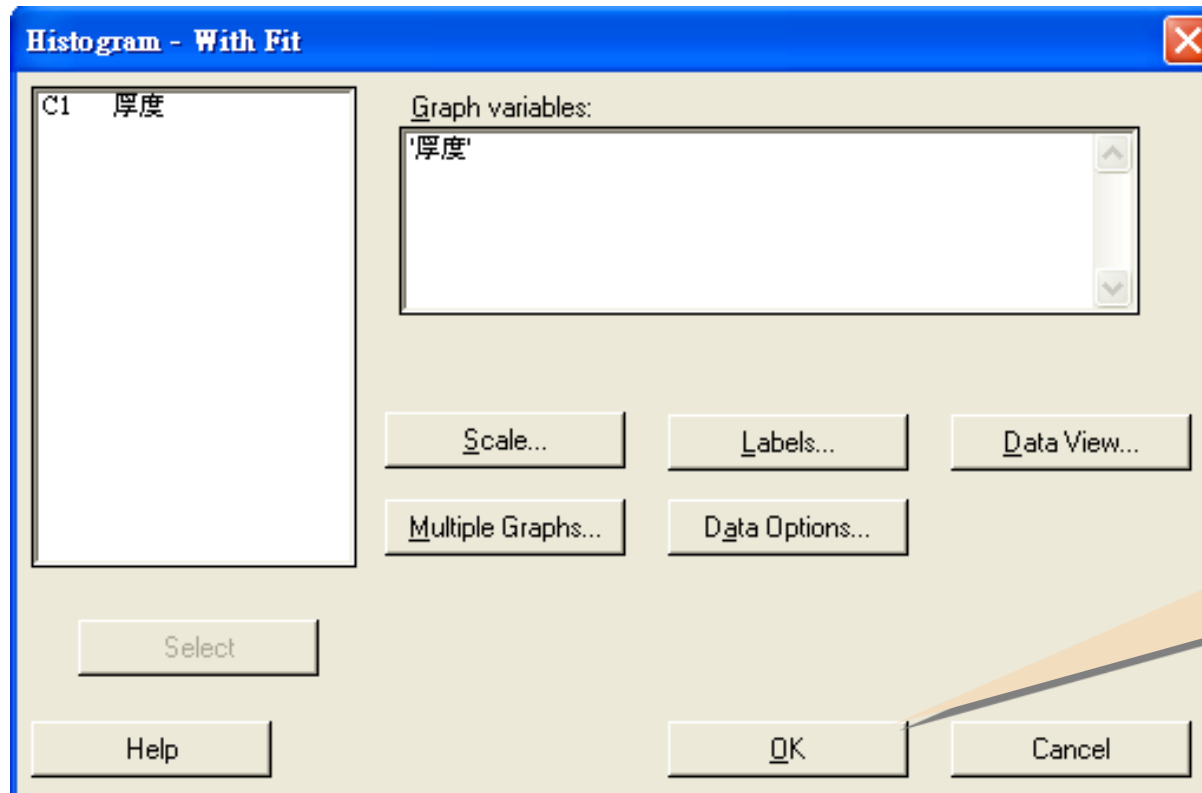 Histogram - With Fit
C1 厚度
Graph variables:
'厚度'
Scale...
Labels...
Data View...
Multiple Graphs...
Data Options...
Select
Help
OK
Cancel